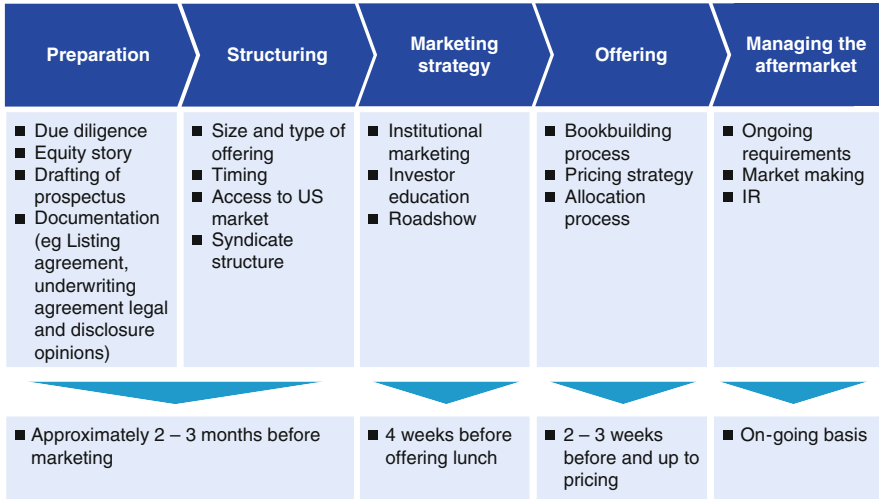 Preparation
Structuring
Marketing
strategy
Offering
Managing the
aftermarket
■ Due diligence
■ Equity story
■ Drafting of
prospectus
■ Documentation
(eg Listing
agreement,
underwriting
agreement legal
and disclosure
opinions)
■ Size and type of
offering
■ Timing
■ Access to US
market
■ Syndicate
structure
■ Institutional
marketing
■ Investor
education
■ Roadshow
■ Bookbuilding
process
■ Pricing strategy
■ Allocation
process
■ Ongoing
requirements
■ Market making
■ IR
■ Approximately 2 – 3 months before
marketing
■ 4 weeks before
offering lunch
■ 2 – 3 weeks
before and up to
pricing
■ On-going basis